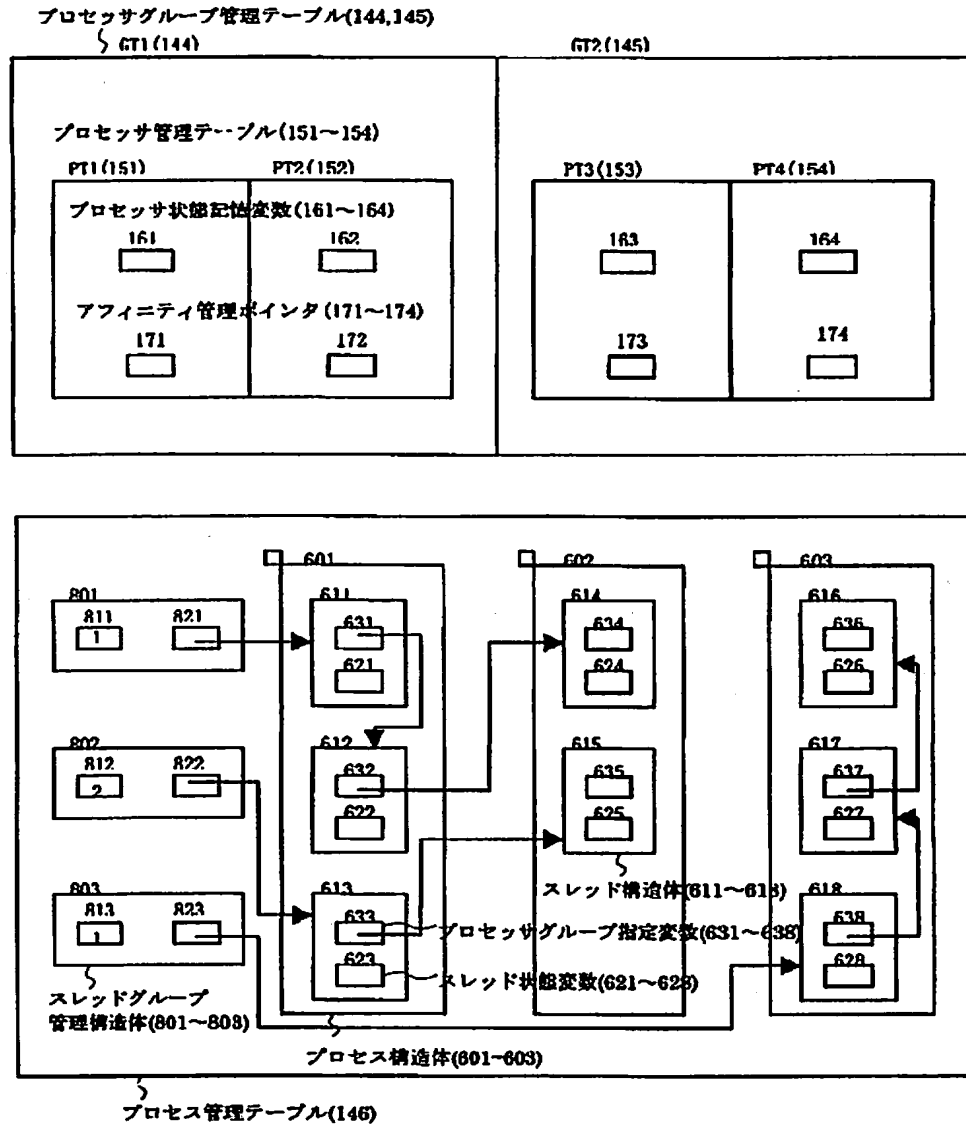 プロセッサグループ管理テーブル(144,145)
GT1(144) GT2(145)
プロセッサ管理テーブル(151～154)
PT1(151) PT2(152) PT3(153) PT4(154)
プロセッサ状態記憶変数(161～164)
161 162 163 164
アフィニティ管理ポインタ(171～174)
171 172 173 174
601 602 603
801 611 614 616
811 821 631 634 636
1
621 624 626
802 612 615 617
812 822 632 635 637
2
622 625 627
スレッド構造体(611～618)
803 613 618
813 823 633 638
1
プロセッサグループ指定変数(631～638)
623 628
スレッド状態変数(621～628)
スレッドグループ
管理構造体(801～803)
プロセス構造体(601~603)
プロセス管理テーブル(146)